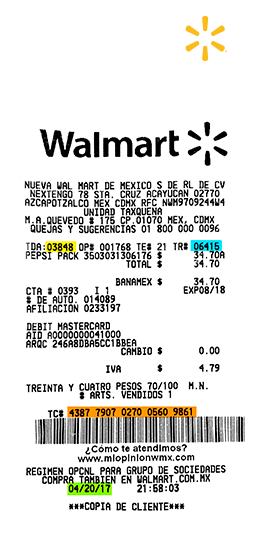 Walmart
NUEVA WAL MART DE MEXICO S DE RL DE CV
NEXTENGO 78 STA. CRUZ ACAYUCAN 02770
AZCAPOTZALCO MEX CDMX RFC NWM9709244W4
UNIDAD TAXQUENA
M.A.QUEVEDO # 175 CP.01070 MEX, CDMX
QUEJAS Y SUGERENCIAS 01 800 000 0096
TDA:03848 OP# 001768 TE# 21 TR# 06415
PEPSI PACK 3503031306176 $ 34.70A
TOTAL $ 34.70
BANAMEX $ 34.70
CTA # 0393 I 1 EXP08/18
# DE AUTO. 014089
AFILIACION 0233197
DEBIT MASTERCARD
AID A0000000041000
ARQC 246A8DBA5CC1BBEA
CAMBIO $ 0.00
IVA $ 4.79
TREINTA Y CUATRO PESOS 70/100 M.N.
# ARTS. VENDIDOS 1
TC# 4387 7907 0270 0560 9861
¿Cómo te atendimos?
www.miopinionwmx.com
REGIMEN OPCNL PARA GRUPO DE SOCIEDADES
COMPRA TAMBIEN EN WALMART.COM.MX
04/20/17 21:58:03
***COPIA DE CLIENTE***